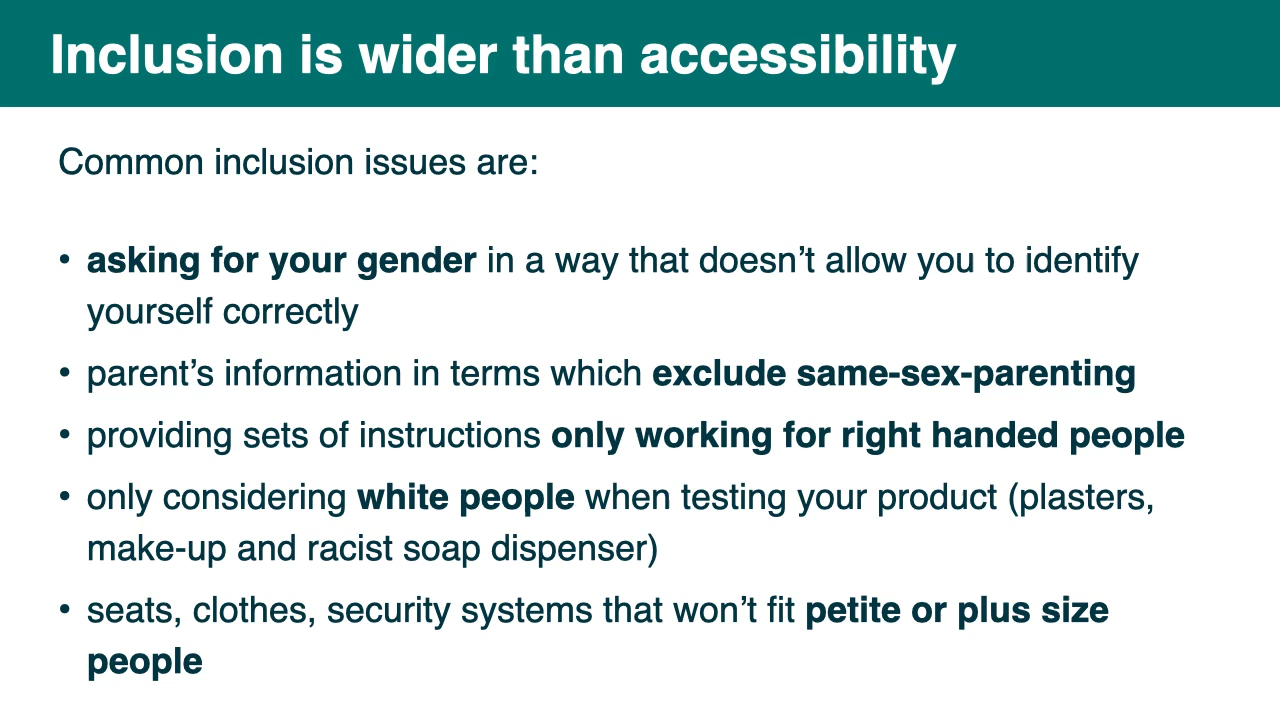 Inclusion is wider than accessibility
Common inclusion issues are:
• asking for your gender in a way that doesn’t allow you to identify
yourself correctly
• parent’s information in terms which exclude same-sex-parenting
• providing sets of instructions only working for right handed people
• only considering white people when testing your product (plasters,
make-up and racist soap dispenser)
• seats, clothes, security systems that won’t fit petite or plus size
people